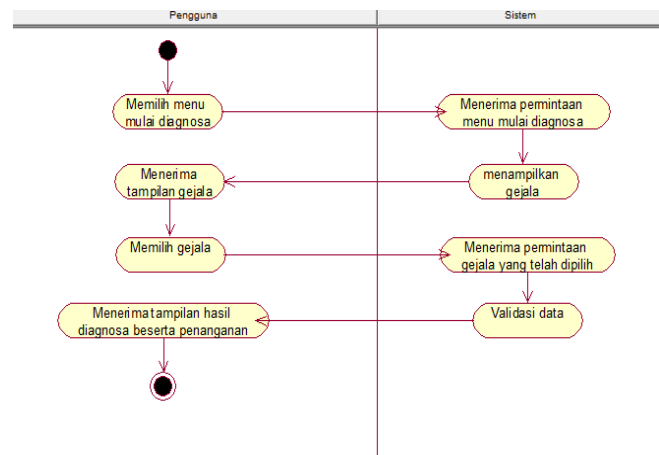 Pengguna
Sistem
Memilih menu
mulai diagnosa
Menerima permintaan
menu mulai diagnosa
Menerima
tampilan gejala
menampilkan
gejala
Memilih gejala
Menerima permintaan
gejala yang telah dipilih
Menerima tampilan hasil
diagnosa beserta penanganan
Validasi data